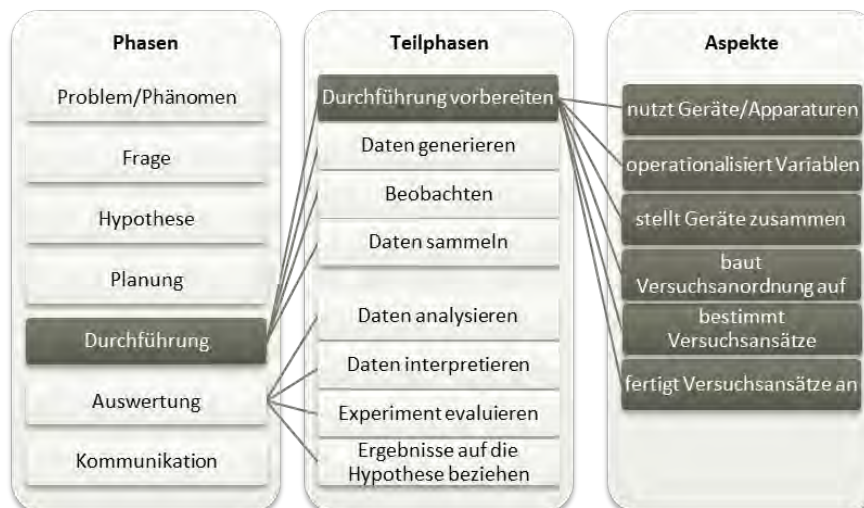 Phasen
Problem/Phänomen
Frage
Hypothese
Planung
Durchführung
Auswertung
Kommunikation
Teilphasen
Durchführung vorbereiten
Daten generieren
Beobachten
Daten sammeln
Daten analysieren
Daten interpretieren
Experiment evaluieren
Ergebnisse auf die
Hypothese beziehen
Aspekte
nutzt Geräte/Apparaturen
operationalisiert Variablen
stellt Geräte zusammen
baut
Versuchsanordnung auf
bestimmt
Versuchsansätze
fertigt Versuchsansätze an